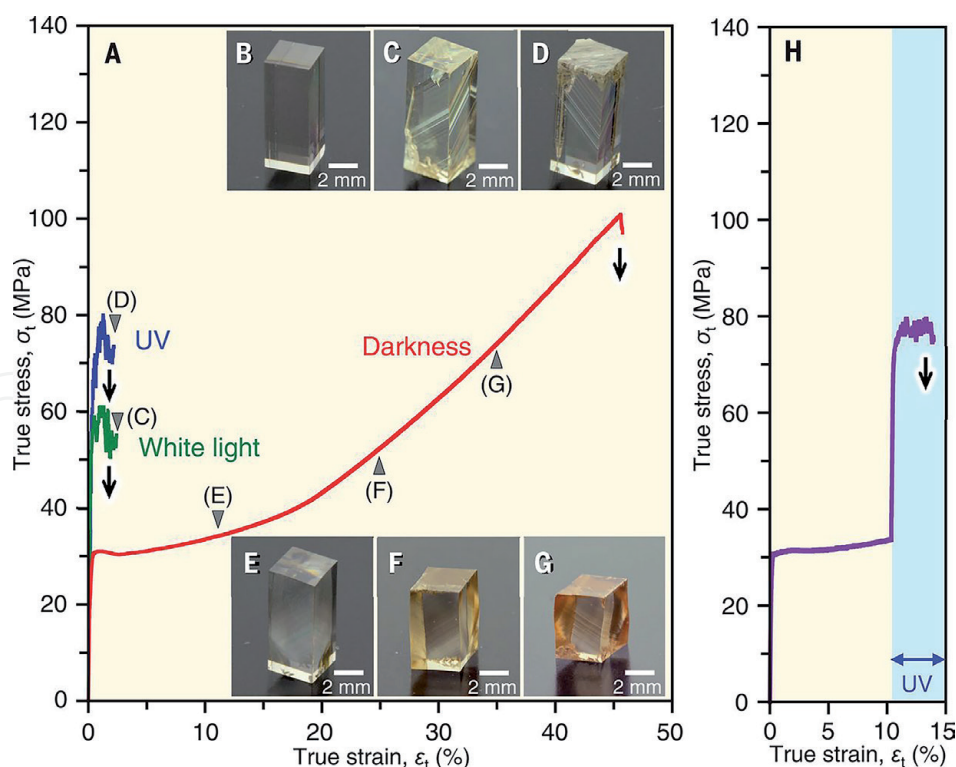 A
B
C
D
2 mm
2 mm
2 mm
True stress, σt (MPa)
140
120
100
80
60
40
20
0
(D)
UV
(C)
White light
Darkness
(E)
(F)
(G)
E
F
G
2 mm
2 mm
2 mm
0
10
20
30
40
50
True strain, εt (%)
H
True stress, σt (MPa)
140
120
100
80
60
40
20
0
UV
0
5
10
15
True strain, εt (%)